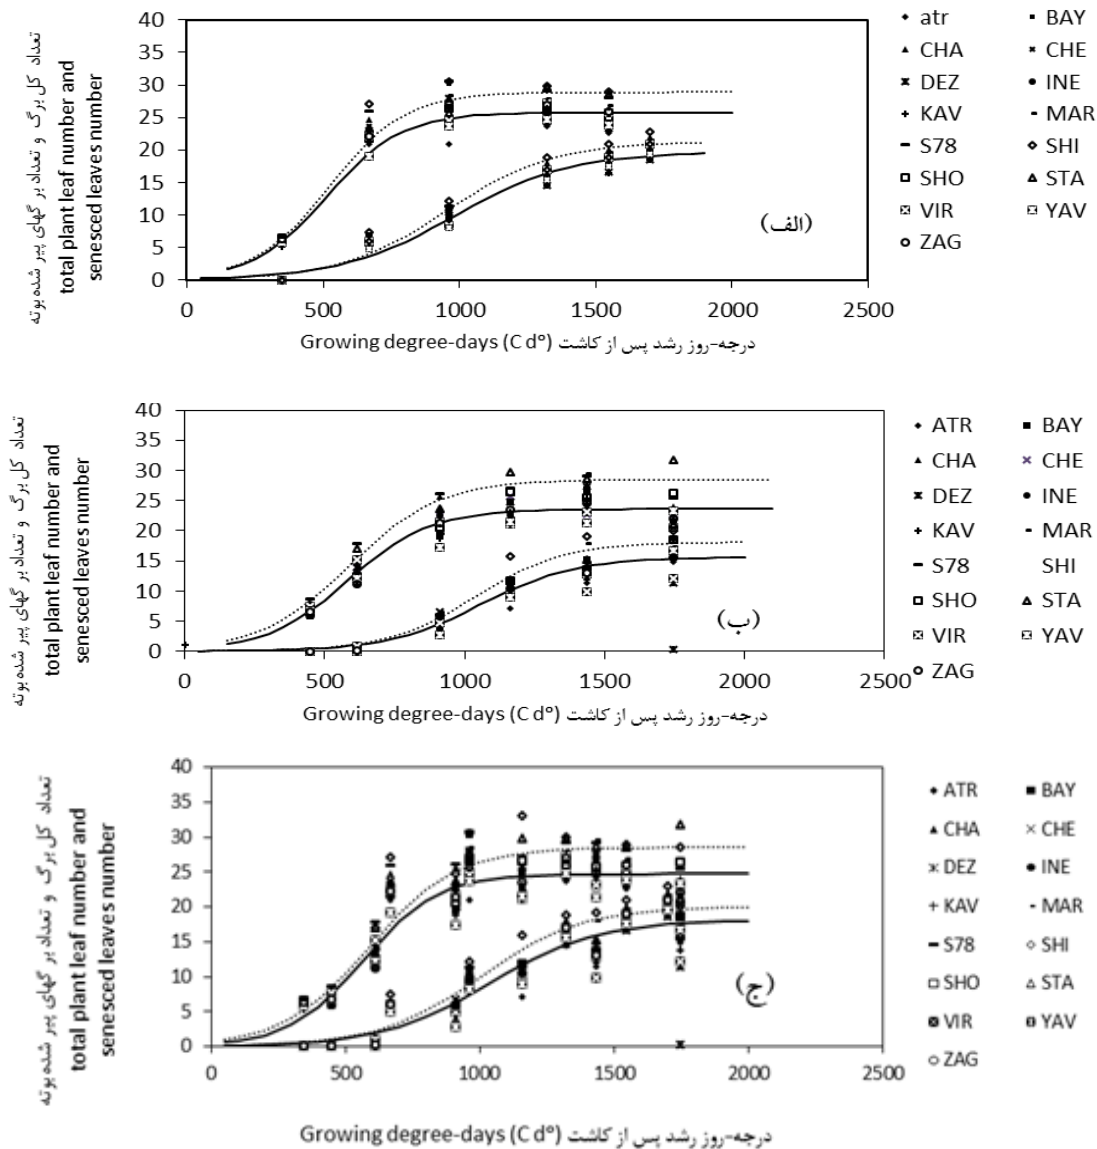 تعداد کل برگ و تعداد برگهای پیر شده بوته
total plant leaf number and
senesced leaves number
40
35
30
25
20
15
10
5
0
0 500 1000 1500 2000 2500
(الف)
Growing degree-days (C d°) درجه-روز رشد پس از کاشت
atr BAY
CHA CHE
DEZ INE
KAV MAR
S78 SHI
SHO STA
VIR YAV
ZAG
تعداد کل برگ و تعداد برگهای پیر شده بوته
total plant leaf number and
senesced leaves number
40
35
30
25
20
15
10
5
0
0 500 1000 1500 2000 2500
(ب)
Growing degree-days (C d°) درجه-روز رشد پس از کاشت
ATR BAY
CHA CHE
DEZ INE
KAV MAR
S78 SHI
SHO STA
VIR YAV
ZAG
تعداد کل برگ و تعداد برگهای پیر شده بوته
total plant leaf number and
senesced leaves number
40
35
30
25
20
15
10
5
0
0 500 1000 1500 2000 2500
(ج)
Growing degree-days (C d°) درجه-روز رشد پس از کاشت
ATR BAY
CHA CHE
DEZ INE
KAV MAR
S78 SHI
SHO STA
VIR YAV
ZAG